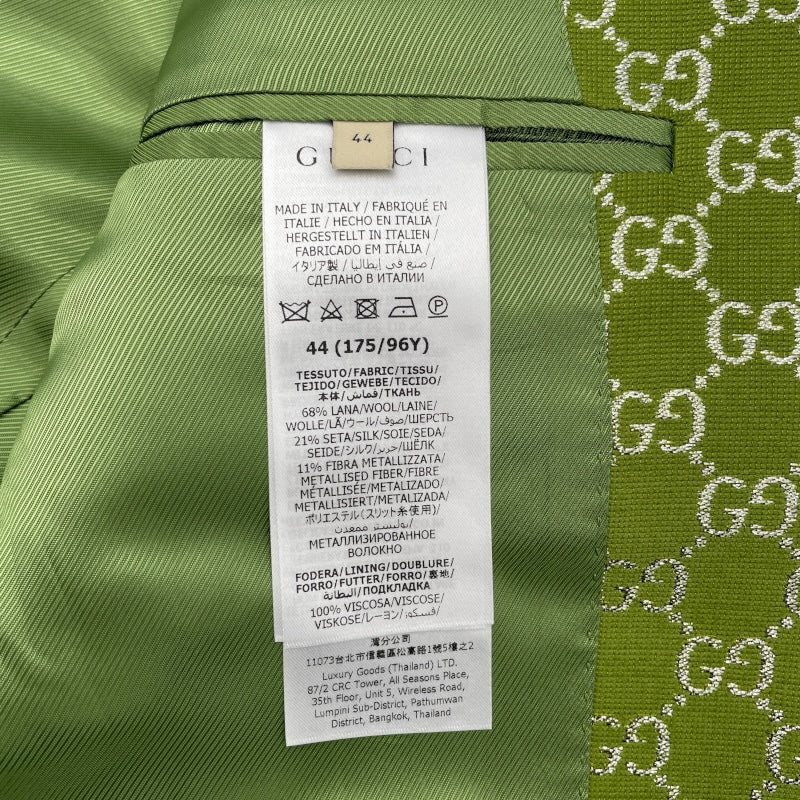 44
GUCCI
MADE IN ITALY / FABRIQUÉ EN
ITALIE / HECHO EN ITALIA /
HERGESTELLT IN ITALIEN /
FABRICADO EM ITÁLIA /
イタリア製 / صنع في إيطاليا /
СДЕЛАНО В ИТАЛИИ
P
44 (175/96Y)
TESSUTO/FABRIC/TISSU/
TEJIDO/GEWEBE/TECIDO/
本体/قماش/ТКАНЬ
68% LANA/WOOL/LAINE/
WOLLE/LÃ/ウール/صوف/ШЕРСТЬ
21% SETA/SILK/SOIE/SEDA/
SEIDE/シルク/حرير/ШЁЛК
11% FIBRA METALLIZZATA/
METALLISED FIBER/FIBRE
MÉTALLISÉE/METALIZADO/
METALLISIERT/METALIZADA/
ポリエステル(スリット糸使用)/
بوليستر ممعدن/
МЕТАЛЛИЗИРОВАННОЕ
ВОЛОКНО
FODERA/LINING/DOUBLURE/
FORRO/FUTTER/FORRO/裏地/
البطانة/ПОДКЛАДКА
100% VISCOSA/VISCOSE/
VISKOSE/レーヨン/فسكوز/
灣分公司
11073台北市信義區松高路1號5樓之2
Luxury Goods (Thailand) LTD.
87/2 CRC Tower, All Seasons Place,
35th Floor, Unit 5, Wireless Road,
Lumpini Sub-District, Pathumwan
District, Bangkok, Thailand